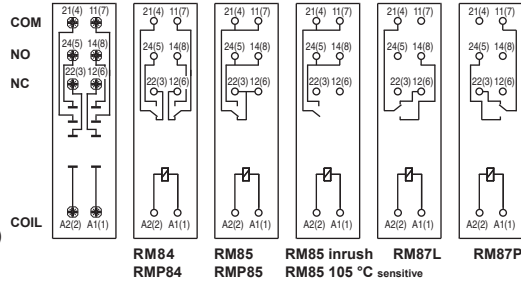 21(4) 11(7) 21(4) 11(7) 21(4) 11(7) 21(4) 11(7) 21(4) 11(7) 21(4) 11(7)
COM
24(5) 14(8) 24(5) 14(8) 24(5) 14(8) 24(5) 14(8) 24(5) 14(8) 24(5) 14(8)
NO
22(3) 12(6) 22(3) 12(6) 22(3) 12(6) 22(3) 12(6) 22(3) 12(6) 22(3) 12(6)
NC
COIL
A2(2) A1(1) A2(2) A1(1) A2(2) A1(1) A2(2) A1(1) A2(2) A1(1) A2(2) A1(1)
RM84 RM85 RM85 inrush RM87L RM87P
RMP84 RMP85 RM85 105 °C sensitive